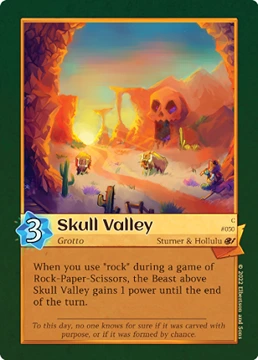 C
3 Skull Valley #050
Grotto Sturner & Hollulu
When you use "rock" during a game of
Rock-Paper-Scissors, the Beast above
Skull Valley gains 1 power until the end
of the turn.
To this day, no one knows for sure if it was carved with
purpose, or if it was formed by chance.
© 2022 Elbertson and Sons